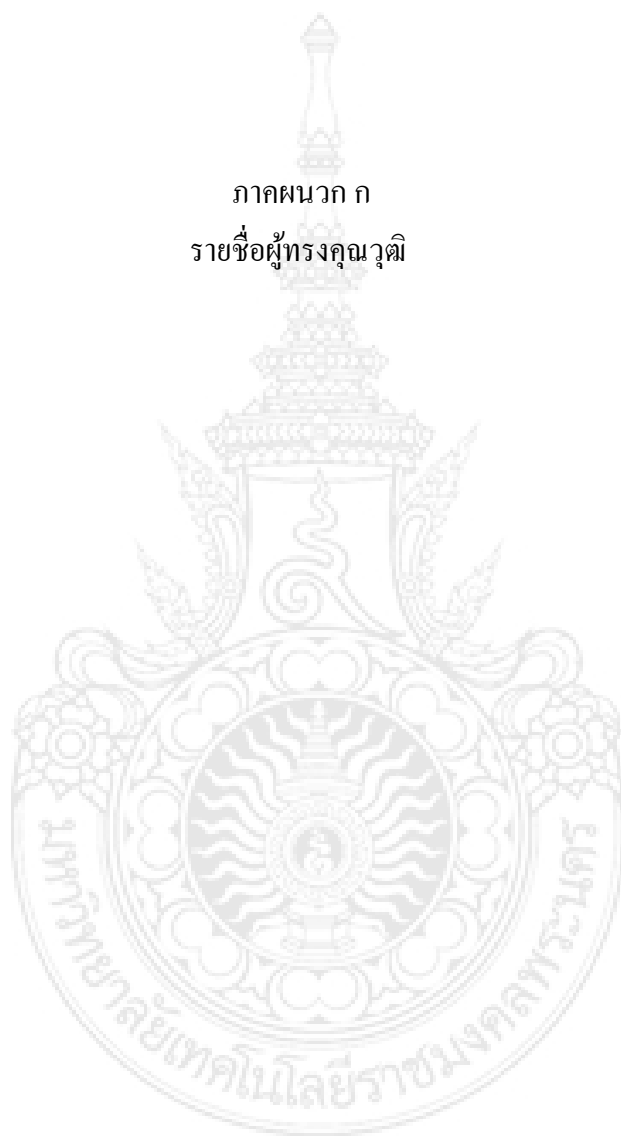 ภาคผนวก ก
รายชื่อผู้ทรงคุณวุฒิ
มหาวิทยาลัยเทคโนโลยีราชมงคลพระนคร